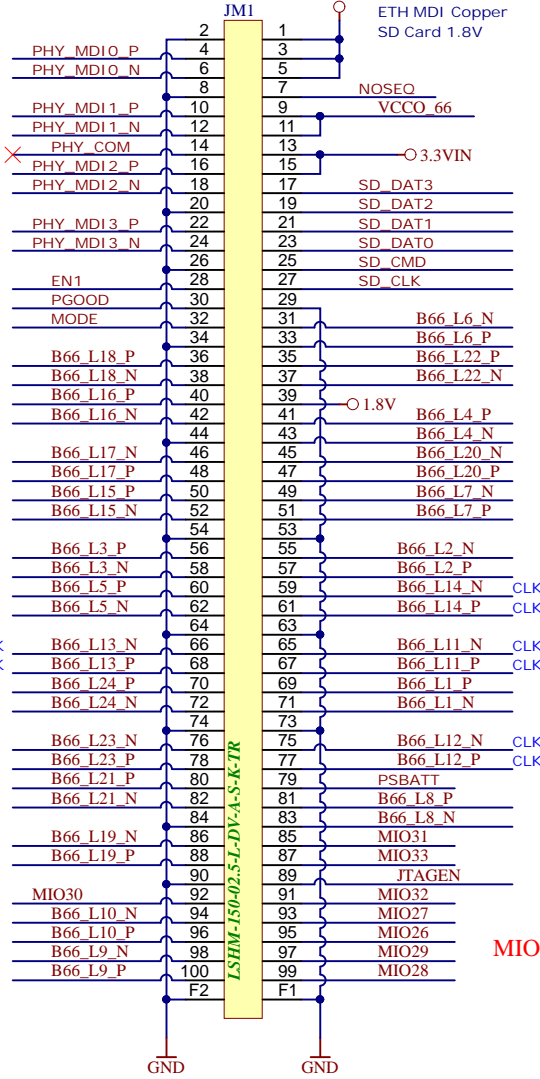 JM1
ETH MDI Copper
SD Card 1.8V
2 1
PHY_MDI0_P 4 3
PHY_MDI0_N 6 5
8 7 NOSEQ
PHY_MDI1_P 10 9 VCCO_66
PHY_MDI1_N 12 11
PHY_COM 14 13 3.3VIN
PHY_MDI2_P 16 15
PHY_MDI2_N 18 17 SD_DAT3
20 19 SD_DAT2
PHY_MDI3_P 22 21 SD_DAT1
PHY_MDI3_N 24 23 SD_DAT0
26 25 SD_CMD
EN1 28 27 SD_CLK
PGOOD 30 29
MODE 32 31 B66_L6_N
34 33 B66_L6_P
B66_L18_P 36 35 B66_L22_P
B66_L18_N 38 37 B66_L22_N
B66_L16_P 40 39 1.8V
B66_L16_N 42 41 B66_L4_P
44 43 B66_L4_N
B66_L17_N 46 45 B66_L20_N
B66_L17_P 48 47 B66_L20_P
B66_L15_P 50 49 B66_L7_N
B66_L15_N 52 51 B66_L7_P
54 53
B66_L3_P 56 55 B66_L2_N
B66_L3_N 58 57 B66_L2_P
B66_L5_P 60 59 B66_L14_N CLK
B66_L5_N 62 61 B66_L14_P CLK
64 63
B66_L13_N 66 65 B66_L11_N CLK
B66_L13_P 68 67 B66_L11_P CLK
B66_L24_P 70 69 B66_L1_P
B66_L24_N 72 71 B66_L1_N
74 73
B66_L23_N 76 75 B66_L12_N CLK
B66_L23_P 78 77 B66_L12_P CLK
B66_L21_P 80 79 PSBATT
B66_L21_N 82 81 B66_L8_P
84 83 B66_L8_N
B66_L19_N 86 85 MIO31
B66_L19_P 88 87 MIO33
90 89 JTAGEN
MIO30 92 91 MIO32
B66_L10_N 94 93 MIO27
B66_L10_P 96 95 MIO26
B66_L9_N 98 97 MIO29 MIO
B66_L9_P 100 99 MIO28
F2 F1
LSHM-150-02.5-L-DV-A-S-K-TR
GND GND